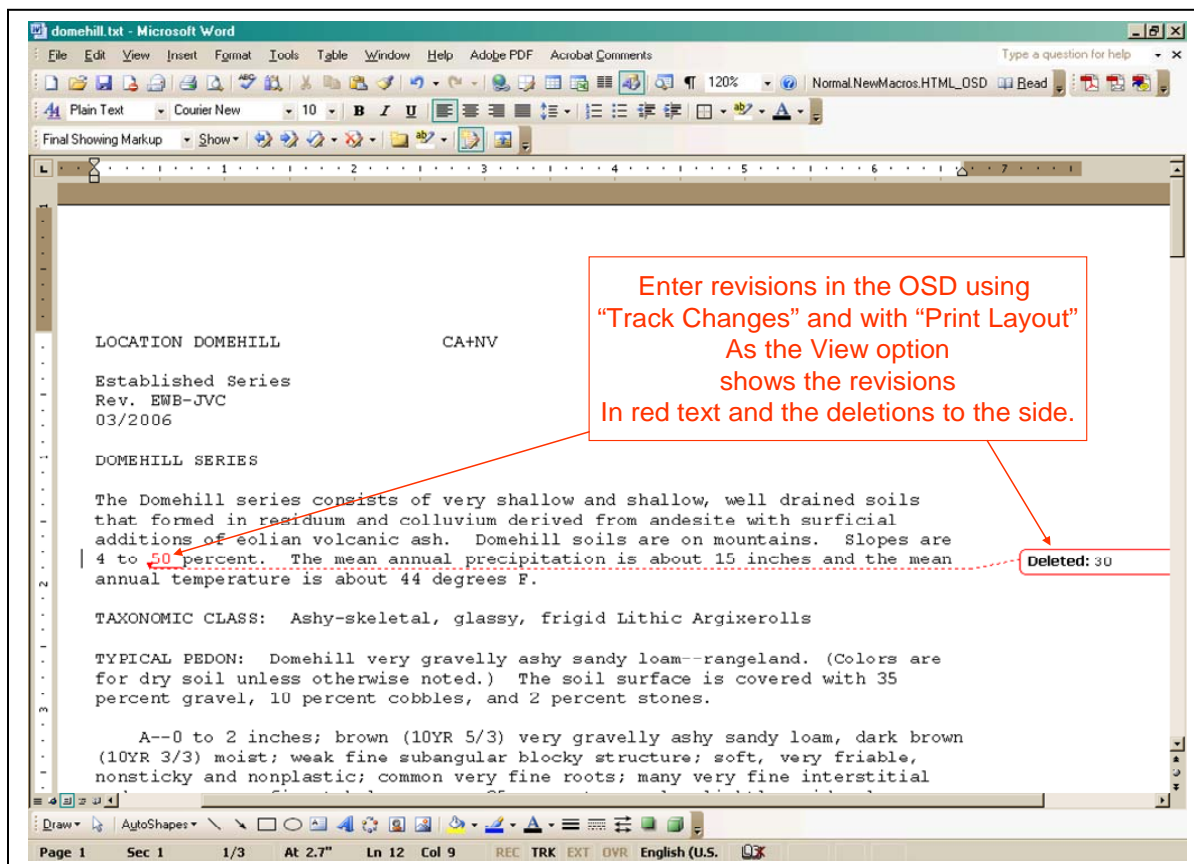 domehill.txt - Microsoft Word
File Edit View Insert Format Tools Table Window Help Adobe PDF Acrobat Comments Type a question for help
120% Normal.NewMacros.HTML_OSD Read
Plain Text Courier New 10 B I U
Final Showing Markup Show
1 2 3 4 5 6 7
Enter revisions in the OSD using
“Track Changes” and with “Print Layout”
As the View option
shows the revisions
In red text and the deletions to the side.
LOCATION DOMEHILL CA+NV
Established Series
Rev. EWB-JVC
03/2006
DOMEHILL SERIES
The Domehill series consists of very shallow and shallow, well drained soils
that formed in residuum and colluvium derived from andesite with surficial
additions of eolian volcanic ash. Domehill soils are on mountains. Slopes are
4 to 50 percent. The mean annual precipitation is about 15 inches and the mean
Deleted: 30
annual temperature is about 44 degrees F.
TAXONOMIC CLASS: Ashy-skeletal, glassy, frigid Lithic Argixerolls
TYPICAL PEDON: Domehill very gravelly ashy sandy loam--rangeland. (Colors are
for dry soil unless otherwise noted.) The soil surface is covered with 35
percent gravel, 10 percent cobbles, and 2 percent stones.
A--0 to 2 inches; brown (10YR 5/3) very gravelly ashy sandy loam, dark brown
(10YR 3/3) moist; weak fine subangular blocky structure; soft, very friable,
nonsticky and nonplastic; common very fine roots; many very fine interstitial
Draw AutoShapes
Page 1 Sec 1 1/3 At 2.7" Ln 12 Col 9 REC TRK EXT OVR English (U.S.